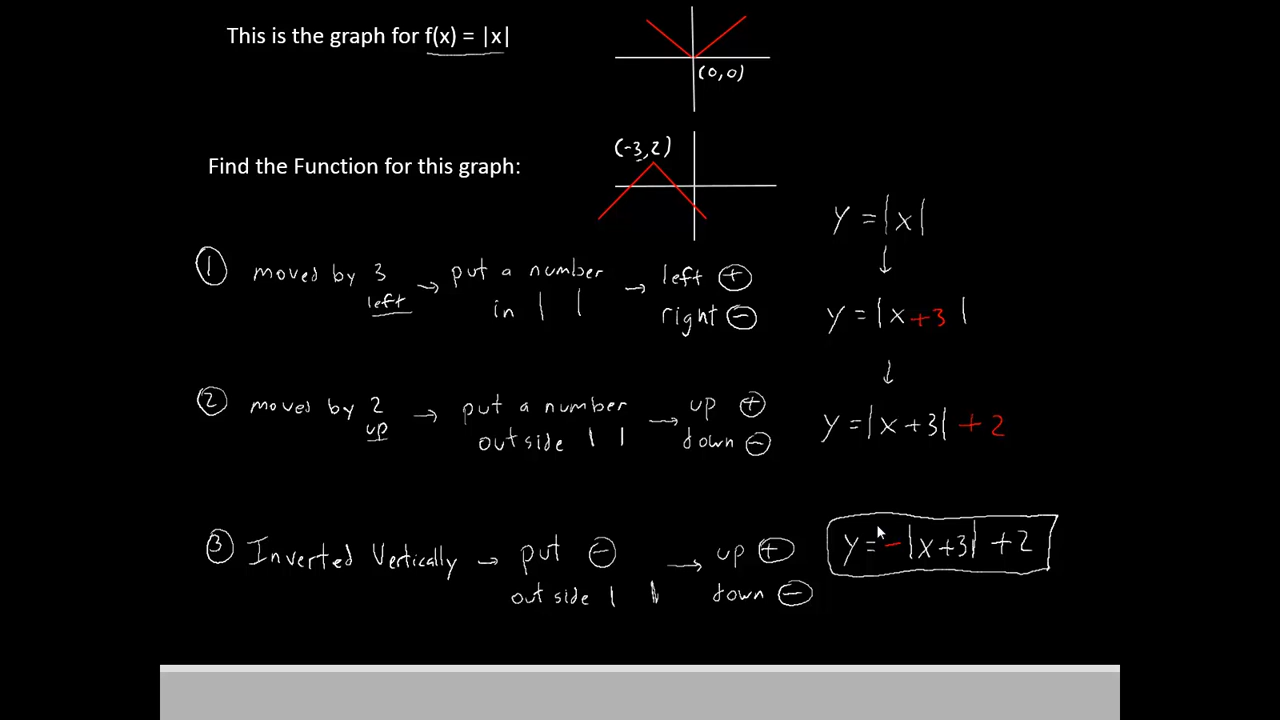 This is the graph for f(x) = |x|
(0,0)
(-3,2)
Find the Function for this graph:
y = |x|
↓
① moved by 3 left → put a number in | | → left ⊕ right ⊖
y = |x +3 |
↓
② moved by 2 up → put a number outside | | → up ⊕ down ⊖
y = |x+3| + 2
③ Inverted Vertically → put ⊖ outside | | → up ⊕ down ⊖
y = - |x+3| + 2